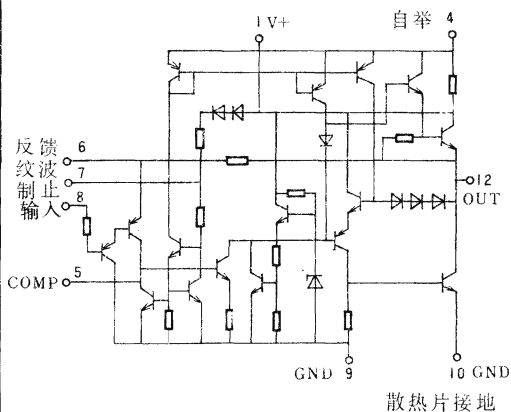 1 V+
自举 4
反馈 6
纹波 7
制止
输入 8
12
OUT
COMP 5
GND 9
10 GND
散热片接地